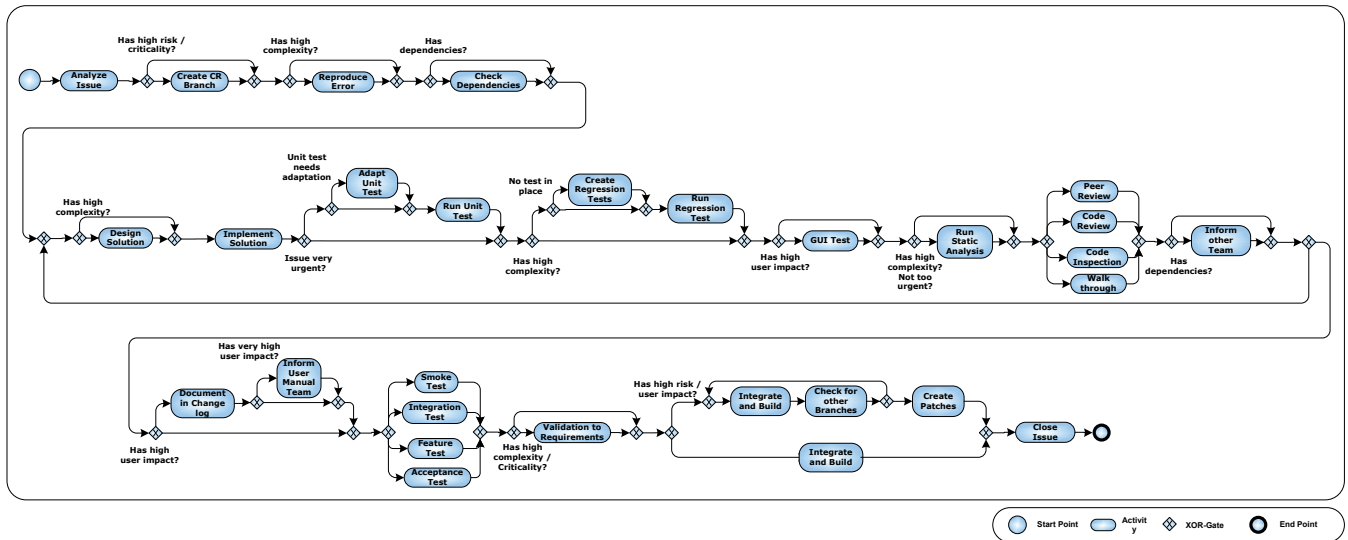 Has high risk /
criticality?
Has high
complexity?
Has
dependencies?
Analyze
Issue
Create CR
Branch
Reproduce
Error
Check
Dependencies
Unit test
needs
adaptation
Adapt
Unit
Test
No test in
place
Create
Regression
Tests
Peer
Review
Has high
complexity?
Run Unit
Test
Run
Regression
Test
Code
Review
Design
Solution
Implement
Solution
GUI Test
Run
Static
Analysis
Inform
other
Team
Issue very
urgent?
Has high
complexity?
Has high
user impact?
Has high
complexity?
Not too
urgent?
Code
Inspection
Has
dependencies?
Walk
through
Has very high
user impact?
Inform
User
Manual
Team
Document
in Change
log
Smoke
Test
Has high risk /
user impact?
Integrate
and Build
Check for
other
Branches
Create
Patches
Integration
Test
Validation to
Requirements
Close
Issue
Has high
user impact?
Feature
Test
Has high
complexity /
Criticality?
Integrate
and Build
Acceptance
Test
Start Point
Activit
y
XOR-Gate
End Point